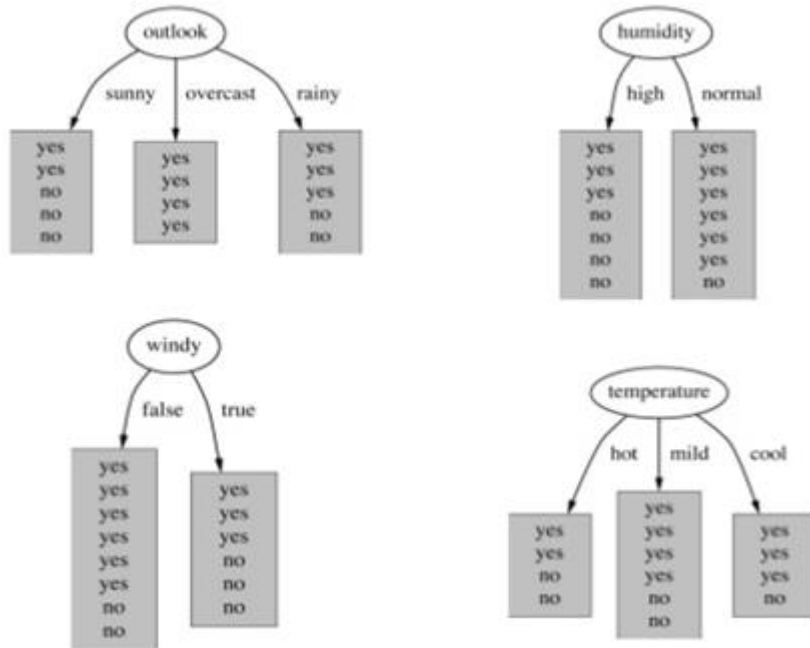 outlook
sunny overcast rainy
yes
yes
no
no
no
yes
yes
yes
yes
yes
yes
yes
no
no
humidity
high normal
yes
yes
yes
no
no
no
no
yes
yes
yes
yes
yes
yes
no
windy
false true
yes
yes
yes
yes
yes
yes
no
no
yes
yes
yes
no
no
no
temperature
hot mild cool
yes
yes
no
no
yes
yes
yes
yes
no
no
yes
yes
yes
no